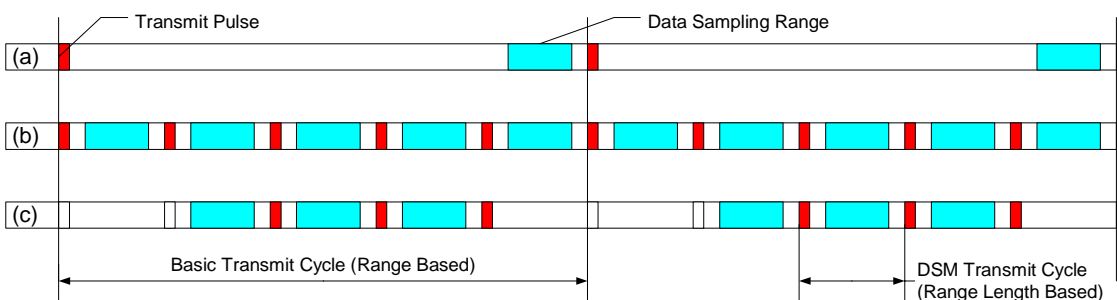 Transmit Pulse
Data Sampling Range
(a)
(b)
(c)
Basic Transmit Cycle (Range Based)
DSM Transmit Cycle
(Range Length Based)